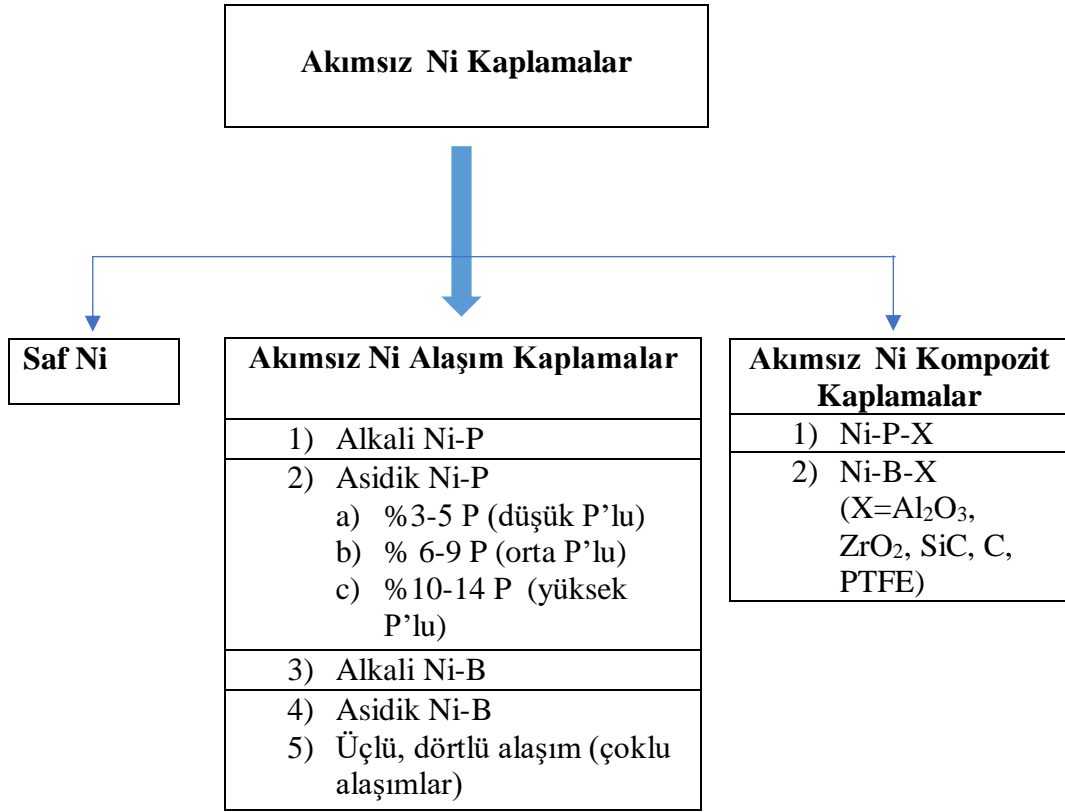 Akımsız Ni Kaplamalar
Saf Ni
Akımsız Ni Alaşım Kaplamalar
1) Alkali Ni-P
2) Asidik Ni-P
a) %3-5 P (düşük P’lu)
b) % 6-9 P (orta P’lu)
c) %10-14 P (yüksek
P’lu)
3) Alkali Ni-B
4) Asidik Ni-B
5) Üçlü, dörtlü alaşım (çoklu
alaşımlar)
Akımsız Ni Kompozit
Kaplamalar
1) Ni-P-X
2) Ni-B-X
(X=Al₂O₃,
ZrO₂, SiC, C,
PTFE)